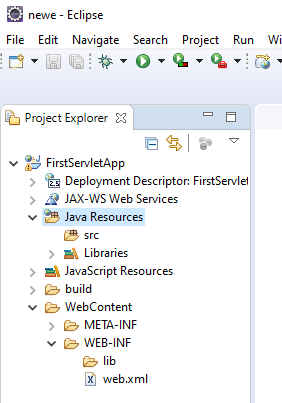 newe - Eclipse
File Edit Navigate Search Project Run Wi
Project Explorer
FirstServletApp
Deployment Descriptor: FirstServlet
JAX-WS Web Services
Java Resources
src
Libraries
JavaScript Resources
build
WebContent
META-INF
WEB-INF
lib
web.xml